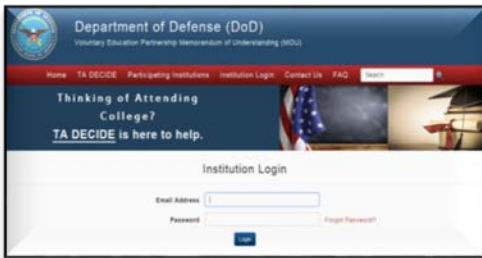 Department of Defense (DoD)
Voluntary Education Partnership Memorandum of Understanding (MOU)
Home TA DECIDE Participating Institutions Institution Login Contact Us FAQ Search
Thinking of Attending
College?
TA DECIDE is here to help.
Institution Login
Email Address
Password Forgot Password?
Login